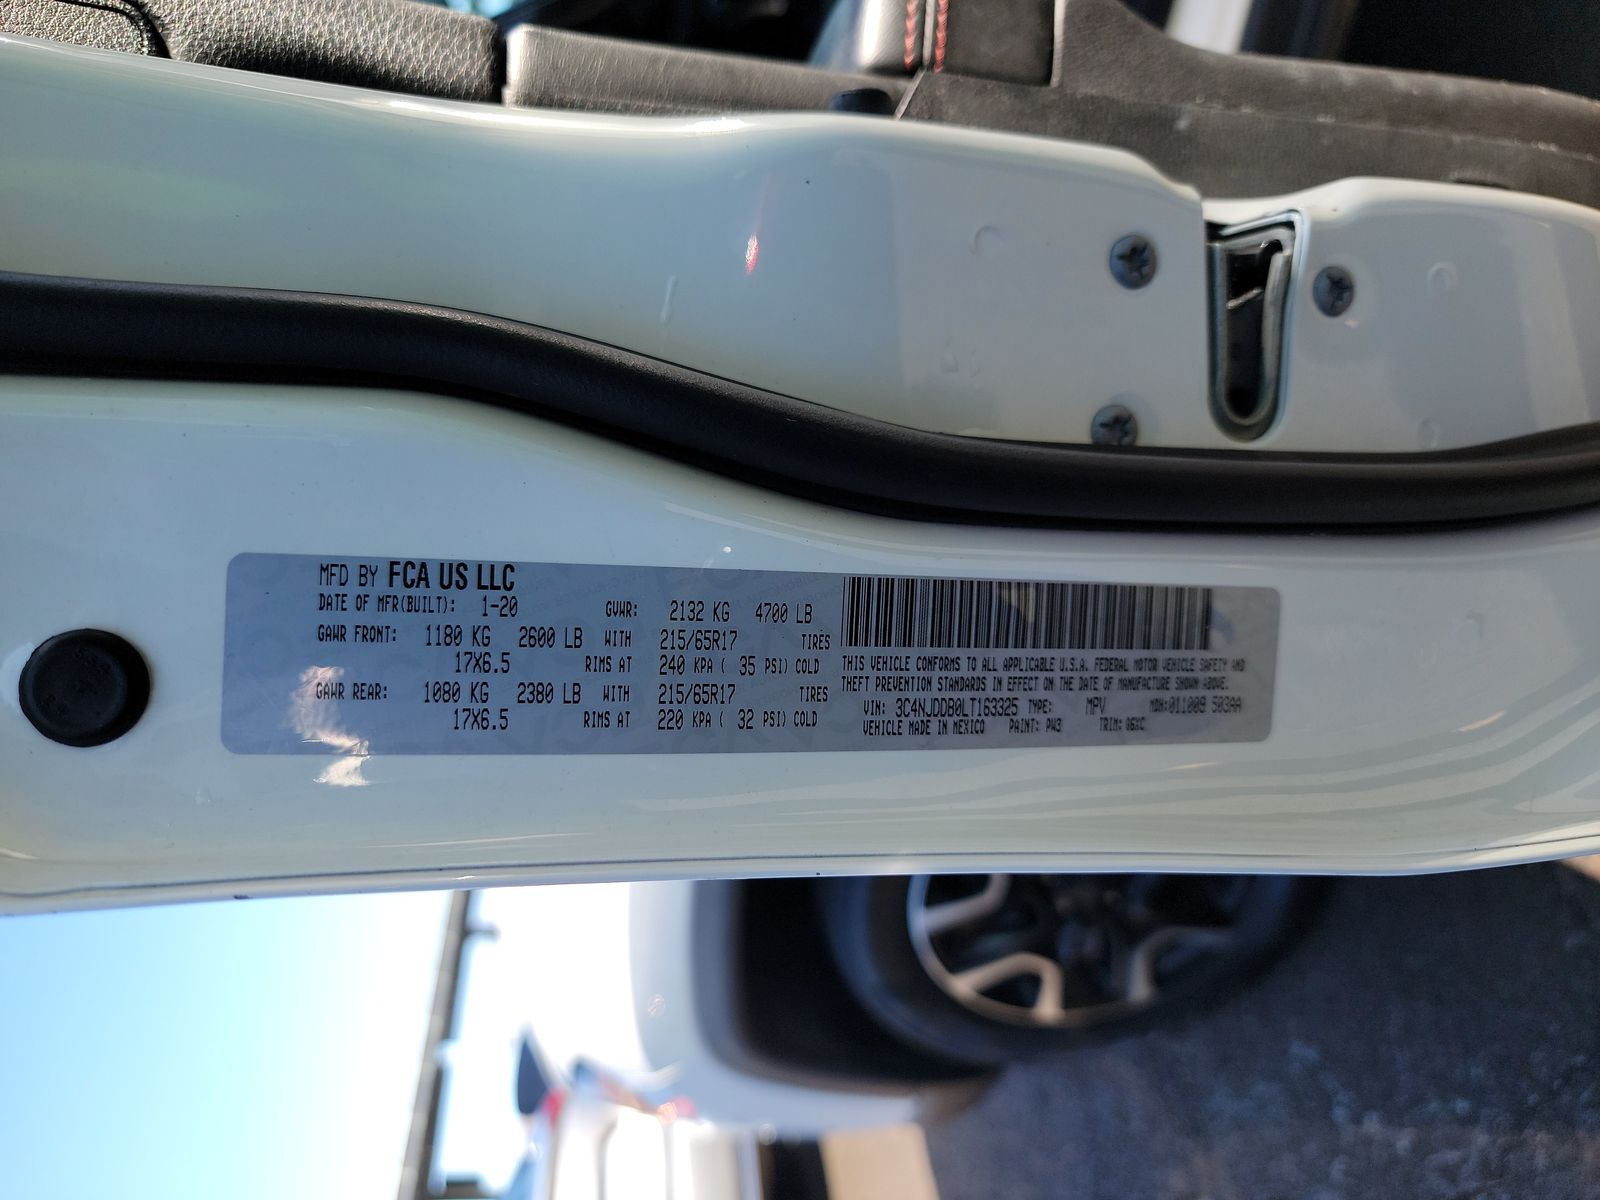 MFD BY FCA US LLC
DATE OF MFR(BUILT): 1-20 GVWR: 2132 KG 4700 LB
GAWR FRONT: 1180 KG 2600 LB WITH 215/65R17 TIRES
17X6.5 RIMS AT 240 KPA ( 35 PSI) COLD
GAWR REAR: 1080 KG 2380 LB WITH 215/65R17 TIRES
17X6.5 RIMS AT 220 KPA ( 32 PSI) COLD
THIS VEHICLE CONFORMS TO ALL APPLICABLE U.S.A. FEDERAL MOTOR VEHICLE SAFETY AND
THEFT PREVENTION STANDARDS IN EFFECT ON THE DATE OF MANUFACTURE SHOWN ABOVE.
VIN: 3C4NJDDB0LT163325 TYPE: MPV MDH:011009 503AA
VEHICLE MADE IN MEXICO PAINT: PW3 TRIM: